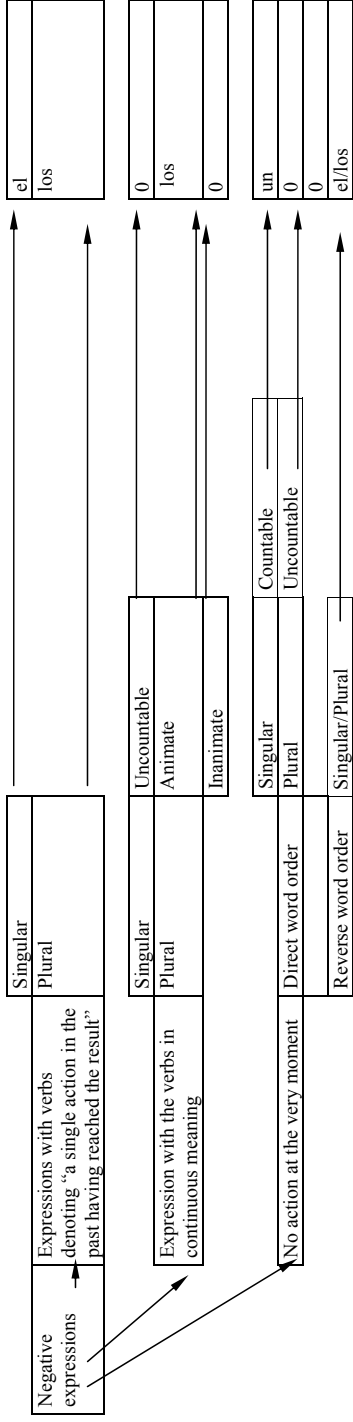 Negative
expressions
Expressions with verbs
denoting “a single action in the
past having reached the result”
Singular
Plural
el
los
Expression with the verbs in
continuous meaning
Singular
Plural
Uncountable
Animate
Inanimate
0
los
0
No action at the very moment
Direct word order
Reverse word order
Singular
Plural
Singular/Plural
Countable
Uncountable
un
0
0
el/los